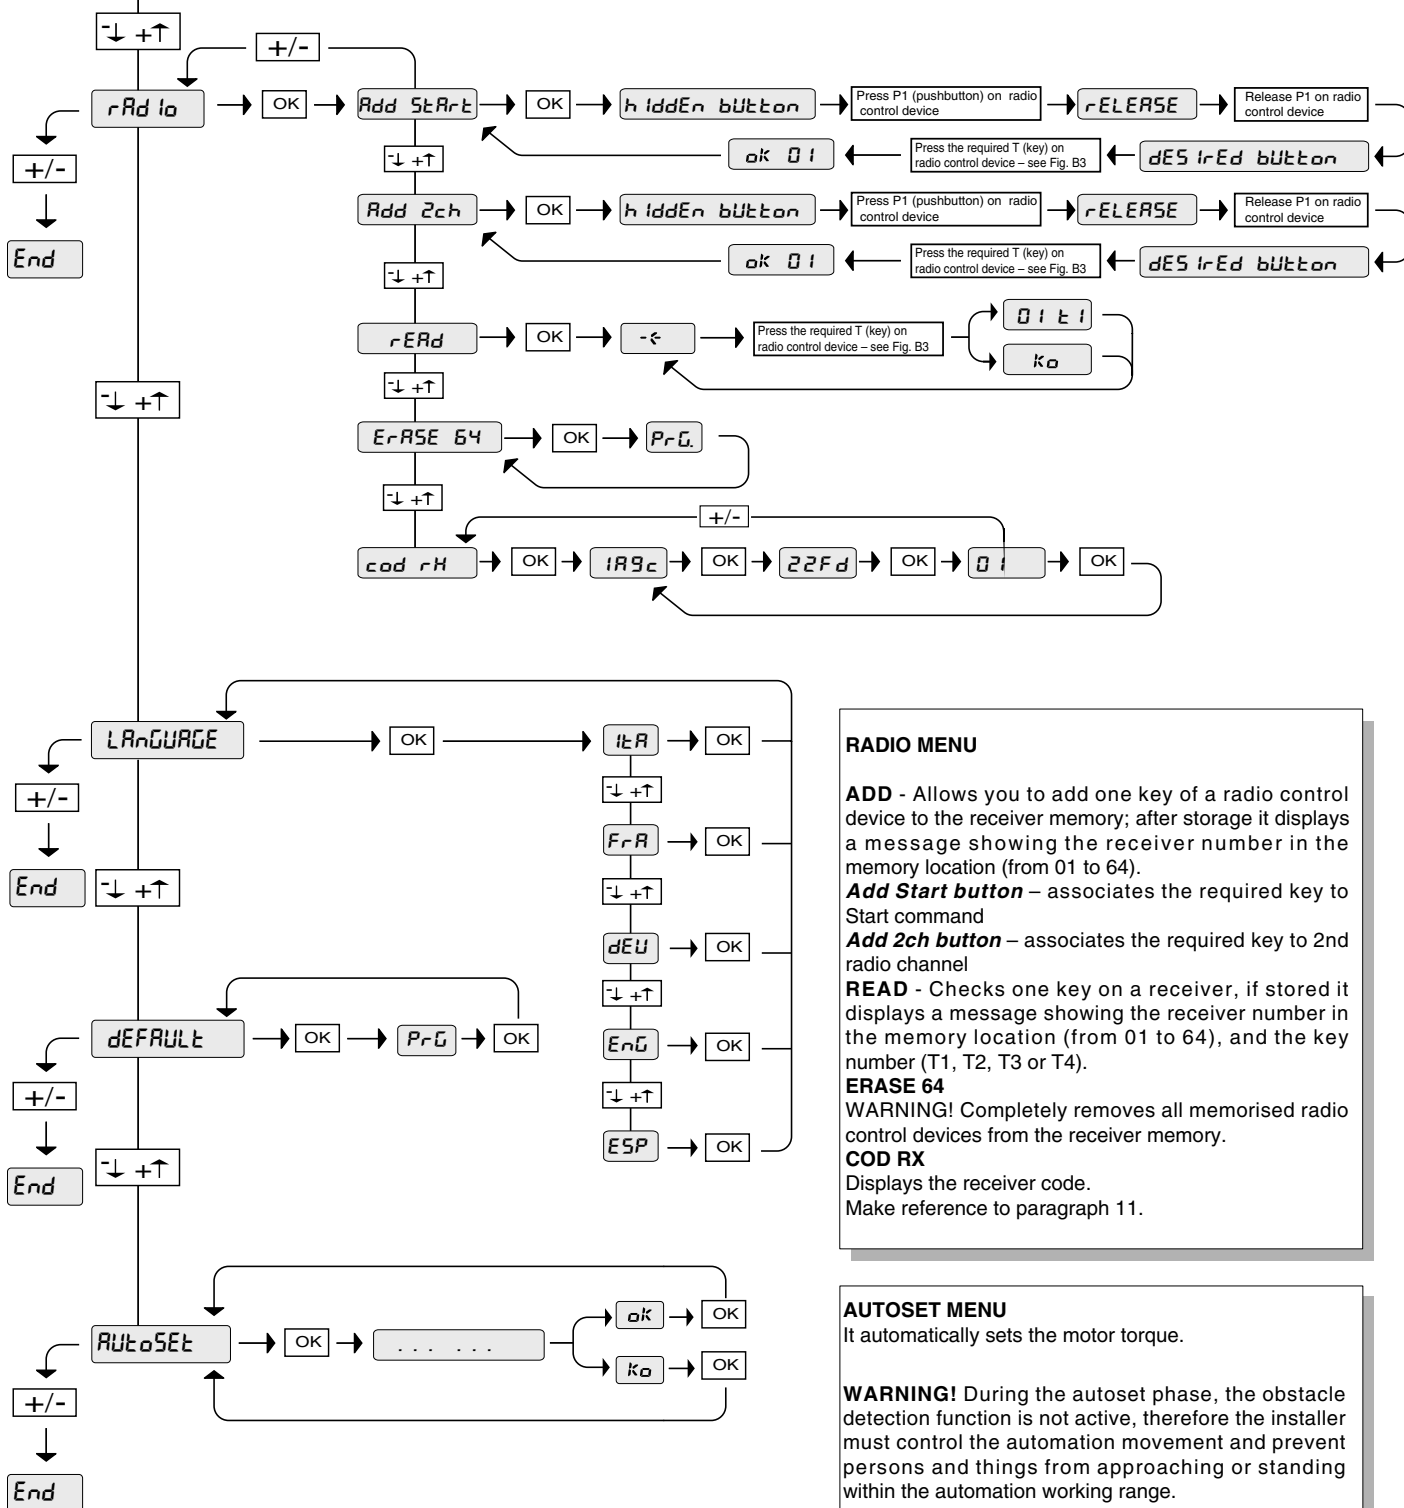 -↓ +↑
+/-
rAdIo
OK
Add StArt
OK
hIddEn bUtton
Press P1 (pushbutton) on radio
control device
rELEASE
Release P1 on radio
control device
-↓ +↑
oK 01
Press the required T (key) on
radio control device – see Fig. B3
dESIrEd bUtton
+/-
End
Add 2ch
OK
hIddEn bUtton
Press P1 (pushbutton) on radio
control device
rELEASE
Release P1 on radio
control device
-↓ +↑
oK 01
Press the required T (key) on
radio control device – see Fig. B3
dESIrEd bUtton
rEAd
OK
-<-
Press the required T (key) on
radio control device – see Fig. B3
01 t1
Ko
-↓ +↑
-↓ +↑
ErASE 64
OK
PrG.
-↓ +↑
+/-
cod rH
OK
1A9c
OK
22Fd
OK
01
OK
LAnGUAGE
OK
ItA
OK
-↓ +↑
FrA
OK
-↓ +↑
dEU
OK
-↓ +↑
EnG
OK
-↓ +↑
ESP
OK
+/-
End
-↓ +↑
dEFAULt
OK
PrG
OK
+/-
End
-↓ +↑
AUtoSEt
OK
... ...
oK
OK
Ko
OK
+/-
End
RADIO MENU
ADD - Allows you to add one key of a radio control
device to the receiver memory; after storage it displays
a message showing the receiver number in the
memory location (from 01 to 64).
Add Start button – associates the required key to
Start command
Add 2ch button – associates the required key to 2nd
radio channel
READ - Checks one key on a receiver, if stored it
displays a message showing the receiver number in
the memory location (from 01 to 64), and the key
number (T1, T2, T3 or T4).
ERASE 64
WARNING! Completely removes all memorised radio
control devices from the receiver memory.
COD RX
Displays the receiver code.
Make reference to paragraph 11.
AUTOSET MENU
It automatically sets the motor torque.
WARNING! During the autoset phase, the obstacle
detection function is not active, therefore the installer
must control the automation movement and prevent
persons and things from approaching or standing
within the automation working range.